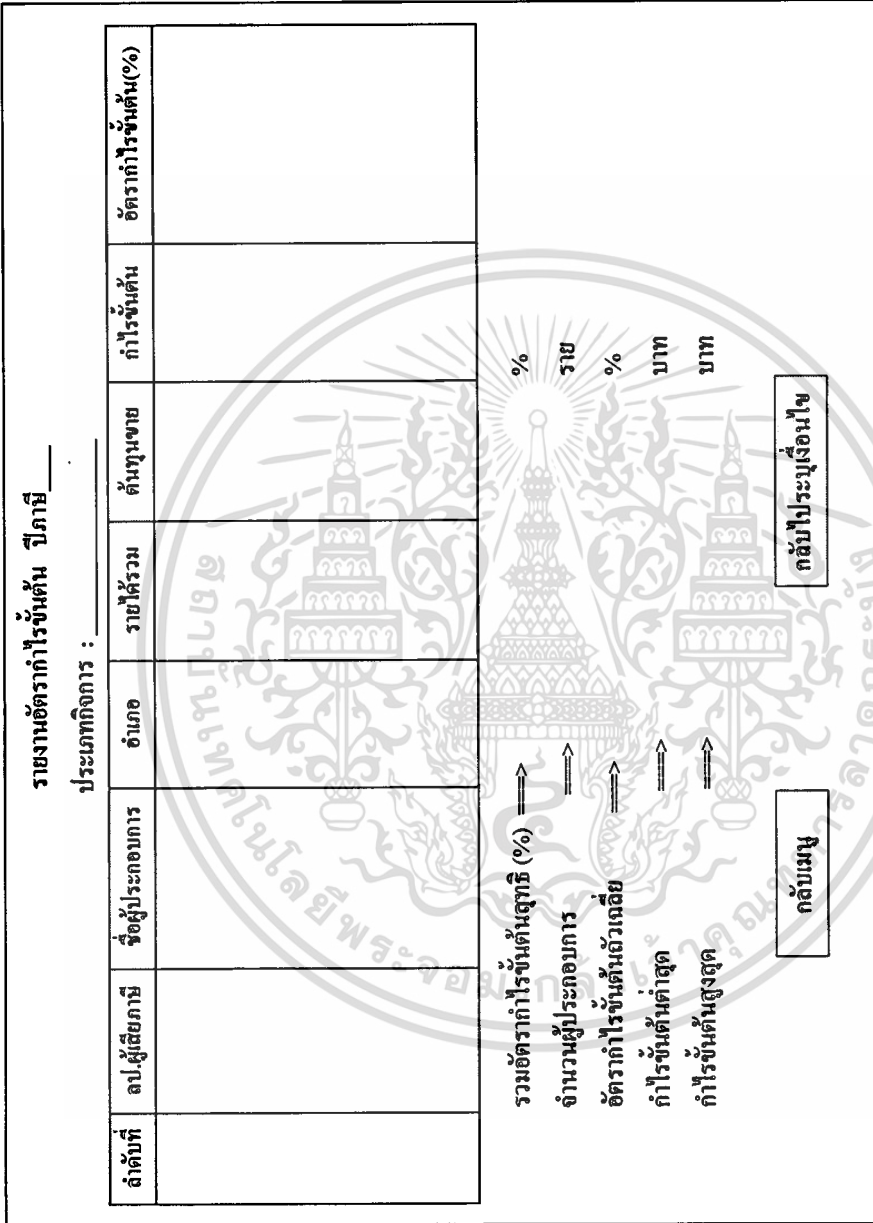 รายงานอัตรากำไรขั้นต้น ปีภาษี___
ประเภทกิจการ : ___________
ลำดับที่ ลป.ผู้เสียภาษี ชื่อผู้ประกอบการ อำเภอ รายได้รวม ต้นทุนขาย กำไรขั้นต้น อัตรากำไรขั้นต้น(%)
รวมอัตรากำไรขั้นต้นสุทธิ (%) ==> %
จำนวนผู้ประกอบการ ==> ราย
อัตรากำไรขั้นต้นถัวเฉลี่ย ==> %
กำไรขั้นต้นต่ำสุด ==> บาท
กำไรขั้นต้นสูงสุด ==> บาท
กลับเมนู กลับไประบุเงื่อนไข